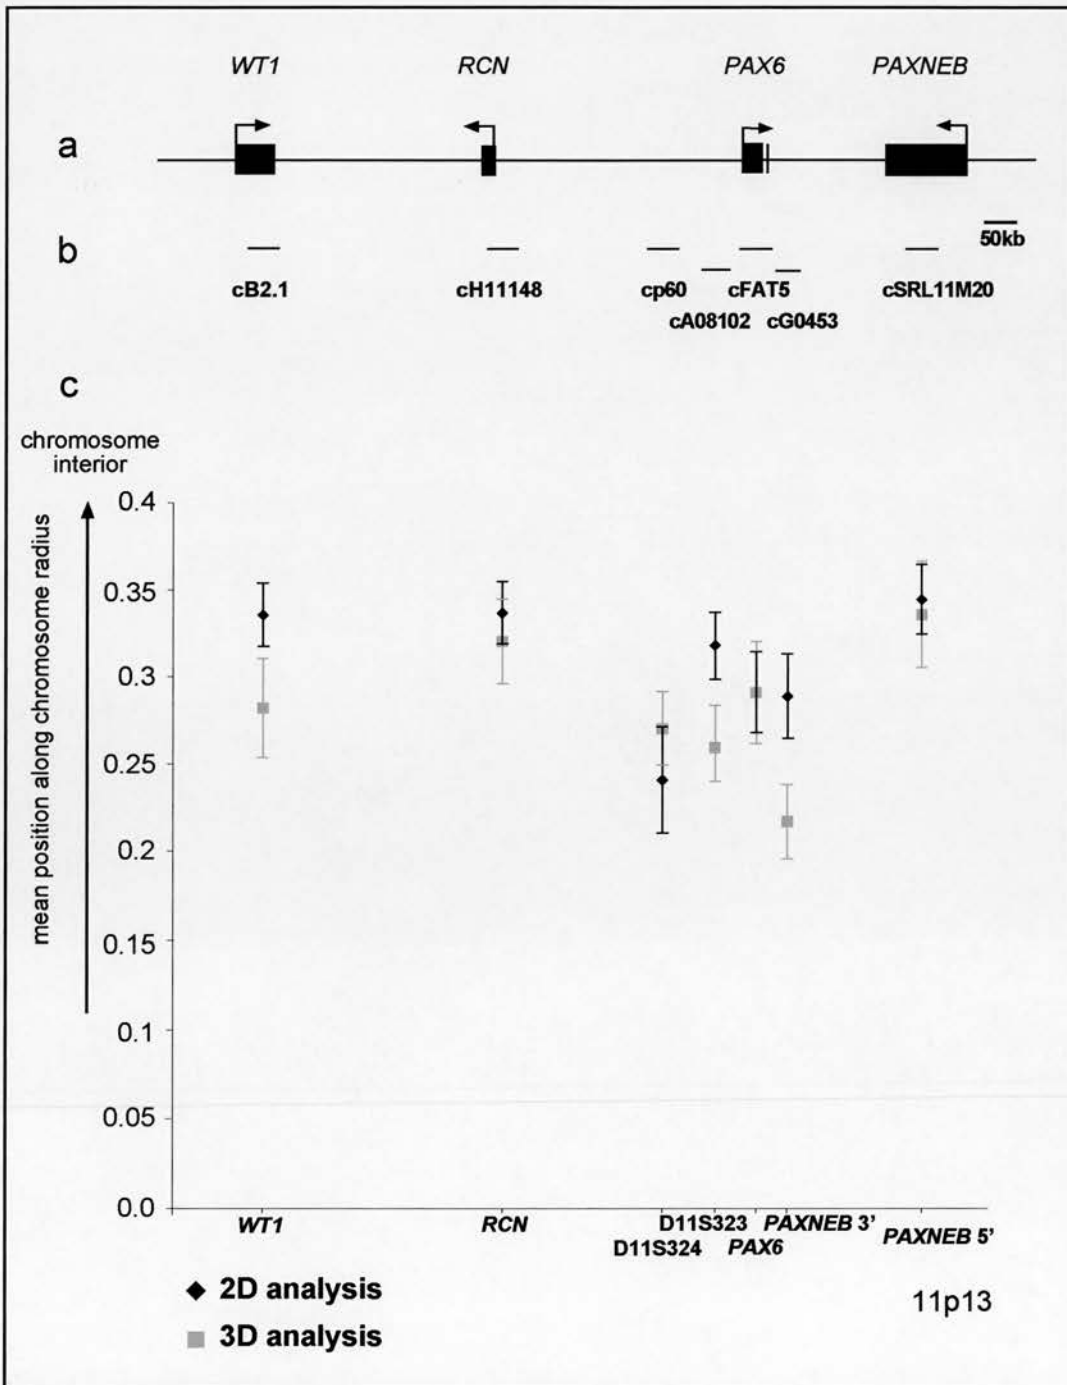 WT1 RCN PAX6 PAXNEB
a
50kb
b
cB2.1 cH11148 cp60 cFAT5 cSRL11M20
cA08102 cG0453
c
chromosome
interior
mean position along chromosome radius
0.4
0.35
0.3
0.25
0.2
0.15
0.1
0.05
0.0
WT1 RCN D11S323 PAXNEB 3’ PAXNEB 5’
D11S324 PAX6
2D analysis
3D analysis
11p13